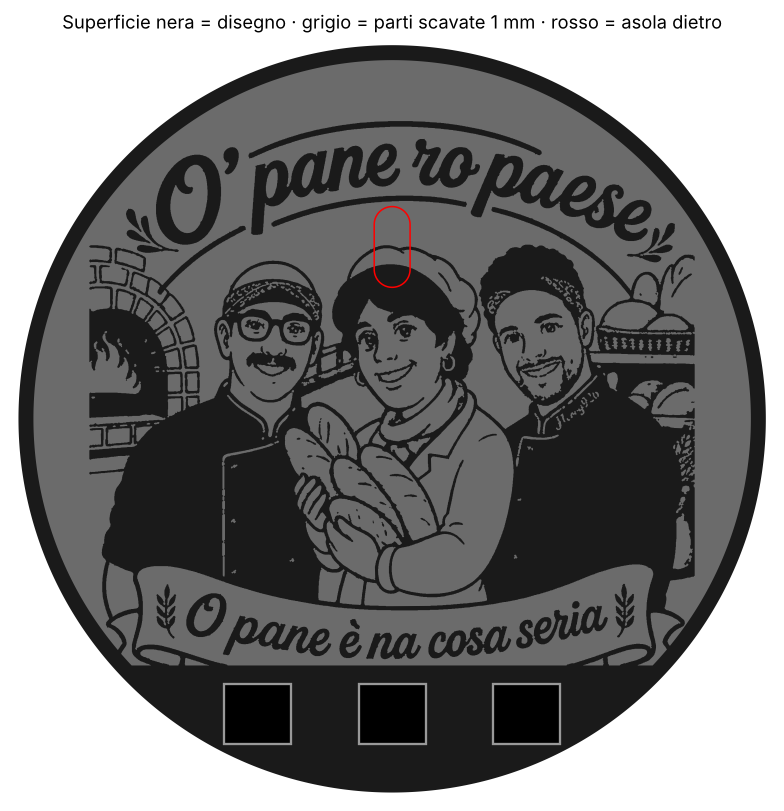 Superficie nera = disegno · grigio = parti scavate 1 mm · rosso = asola dietro
O' pane 'ro paese
O pane è na cosa seria